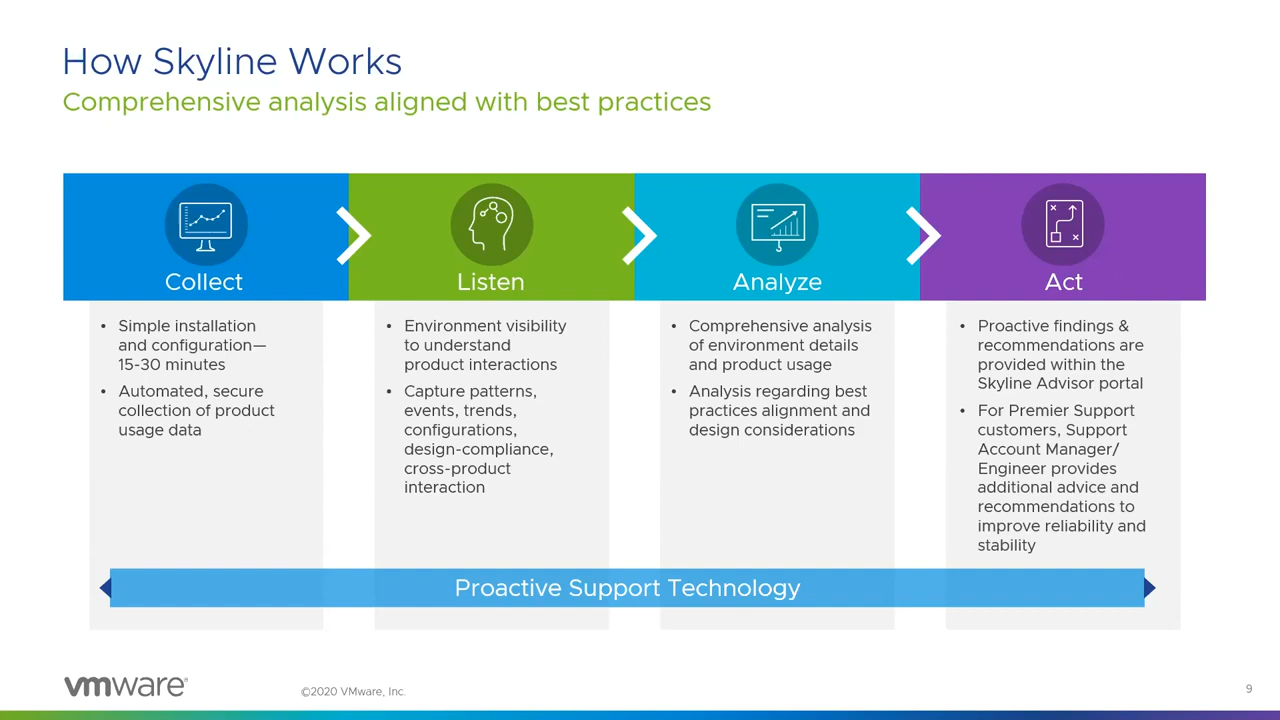 How Skyline Works
Comprehensive analysis aligned with best practices
Collect
• Simple installation
and configuration—
15-30 minutes
• Automated, secure
collection of product
usage data
Listen
• Environment visibility
to understand
product interactions
• Capture patterns,
events, trends,
configurations,
design-compliance,
cross-product
interaction
Analyze
• Comprehensive analysis
of environment details
and product usage
• Analysis regarding best
practices alignment and
design considerations
Act
• Proactive findings &
recommendations are
provided within the
Skyline Advisor portal
• For Premier Support
customers, Support
Account Manager/
Engineer provides
additional advice and
recommendations to
improve reliability and
stability
Proactive Support Technology
vmware®
©2020 VMware, Inc.
9